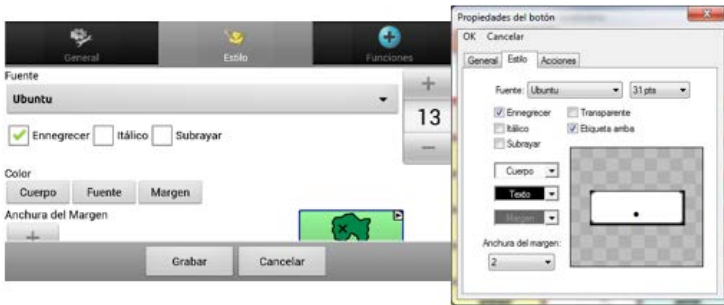 General Estilo Funciones
Fuente
Ubuntu
Ennegrecer Itálico Subrayar
+
13
—
Color
Cuerpo Fuente Margen
Anchura del Margen
+
Grabar Cancelar
Propiedades del botón
OK Cancelar
General Estilo Acciones
Fuente: Ubuntu 31 pts
Ennegrecer Transparente
Itálico Etiqueta arriba
Subrayar
Cuerpo
Texto
Margen
Anchura del margen:
2